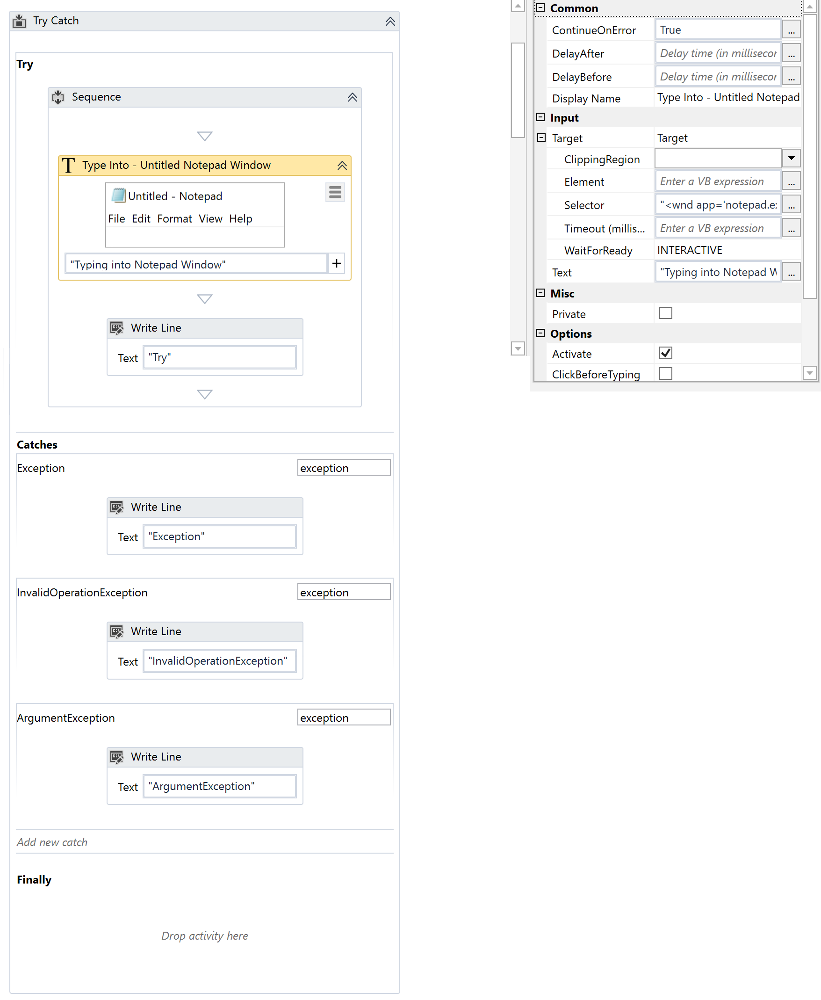 Try Catch
Try
Sequence
T Type Into - Untitled Notepad Window
Untitled - Notepad
File Edit Format View Help
"Typing into Notepad Window" +
Write Line
Text "Try"
Catches
Exception exception
Write Line
Text "Exception"
InvalidOperationException exception
Write Line
Text "InvalidOperationException"
ArgumentException exception
Write Line
Text "ArgumentException"
Add new catch
Finally
Drop activity here
Common
ContinueOnError True ...
DelayAfter Delay time (in millisecor ...
DelayBefore Delay time (in millisecor ...
Display Name Type Into - Untitled Notepad
Input
Target Target
ClippingRegion
Element Enter a VB expression ...
Selector "<wnd app='notepad.ex ...
Timeout (millis... Enter a VB expression ...
WaitForReady INTERACTIVE
Text "Typing into Notepad W ...
Misc
Private
Options
Activate
ClickBeforeTyping